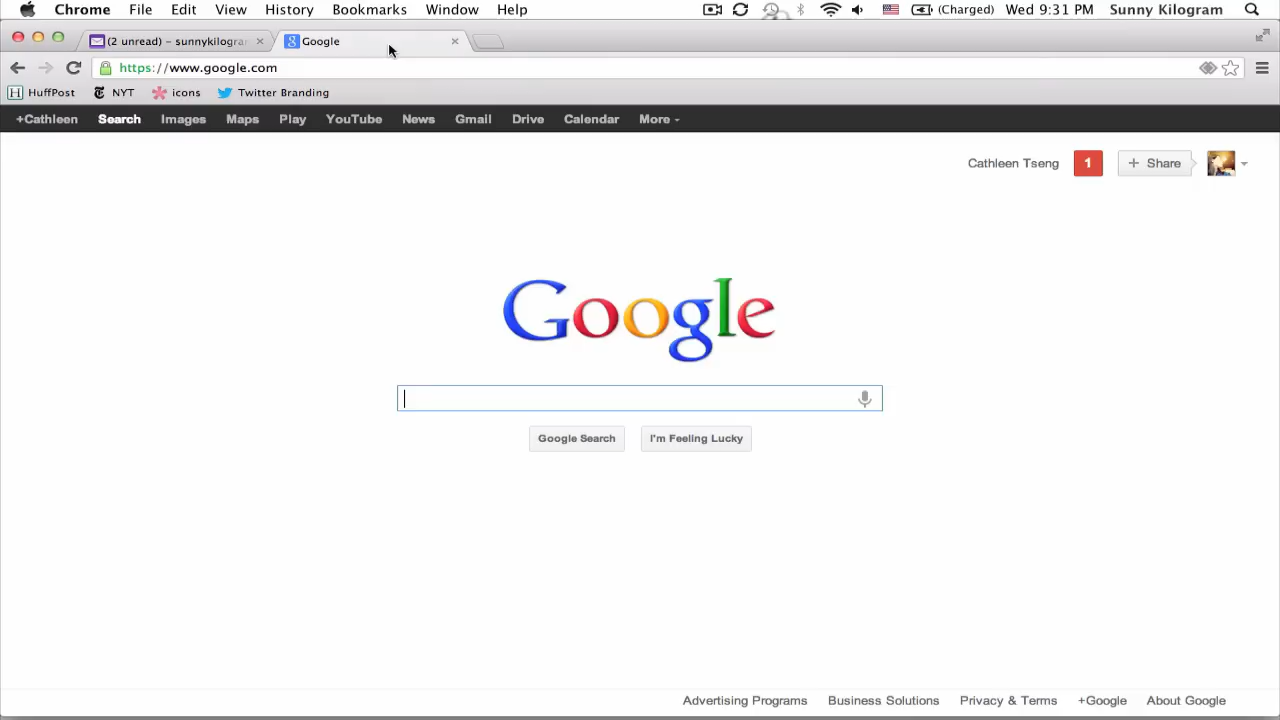 Chrome File Edit View History Bookmarks Window Help (Charged) Wed 9:31 PM Sunny Kilogram
(2 unread) – sunnykilogram Google
https://www.google.com
HuffPost NYT icons Twitter Branding
+Cathleen Search Images Maps Play YouTube News Gmail Drive Calendar More
Cathleen Tseng 1 + Share
Google
Google Search I'm Feeling Lucky
Advertising Programs Business Solutions Privacy & Terms +Google About Google